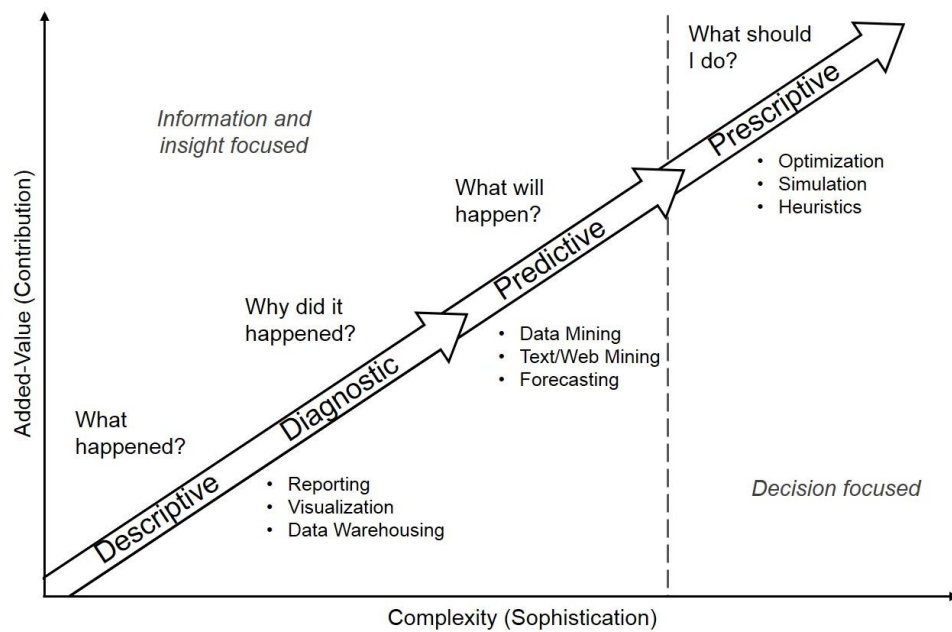 What should
I do?
Prescriptive
• Optimization
• Simulation
• Heuristics
Information and
insight focused
What will
happen?
Predictive
• Data Mining
• Text/Web Mining
• Forecasting
Why did it
happened?
Diagnostic
What
happened?
Descriptive
• Reporting
• Visualization
• Data Warehousing
Decision focused
Added-Value (Contribution)
Complexity (Sophistication)